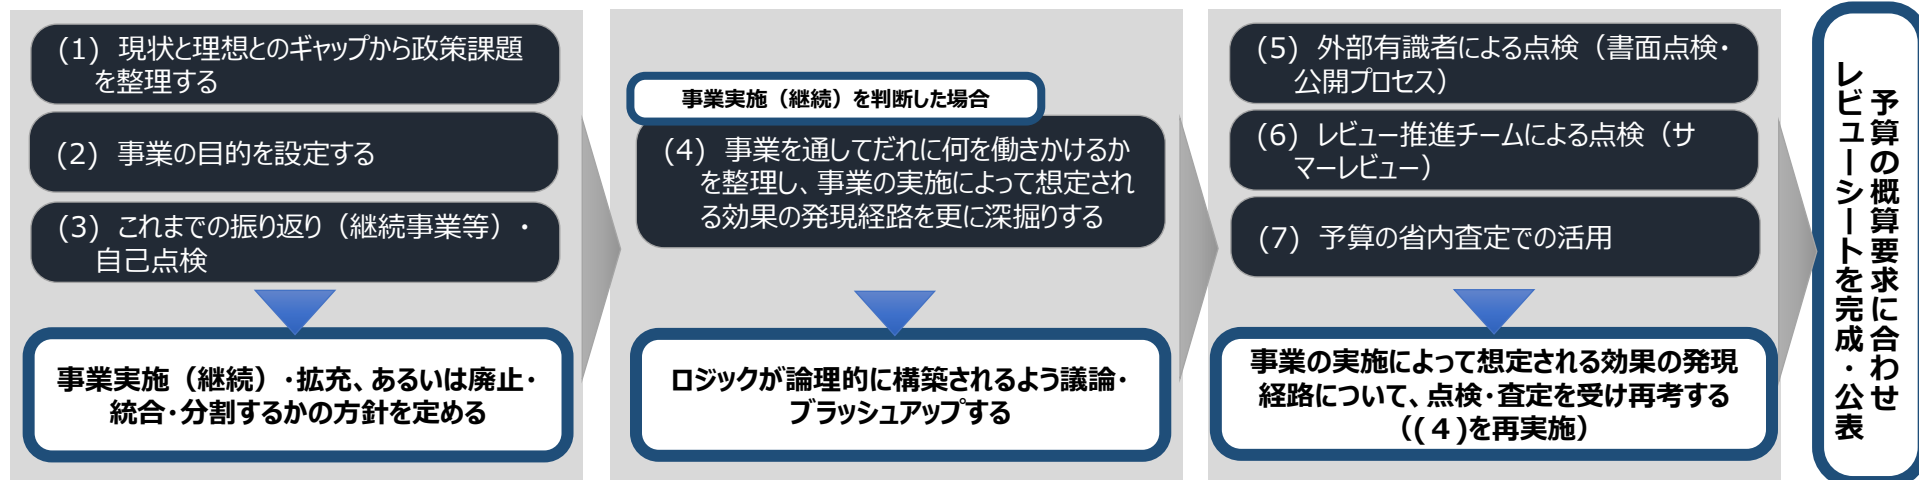 (1) 現状と理想とのギャップから政策課題
を整理する
(2) 事業の目的を設定する
(3) これまでの振り返り（継続事業等）・
自己点検
事業実施（継続）・拡充、あるいは廃止・
統合・分割するかの方針を定める
事業実施（継続）を判断した場合
(4) 事業を通してだれに何を働きかけるか
を整理し、事業の実施によって想定され
る効果の発現経路を更に深掘りする
ロジックが論理的に構築されるよう議論・
ブラッシュアップする
(5) 外部有識者による点検（書面点検・
公開プロセス）
(6) レビュー推進チームによる点検（サ
マーレビュー）
(7) 予算の省内査定での活用
事業の実施によって想定される効果の発現
経路について、点検・査定を受け再考する
（(４)を再実施）
予算の概算要求に合わせ
レビューシートを完成・公表